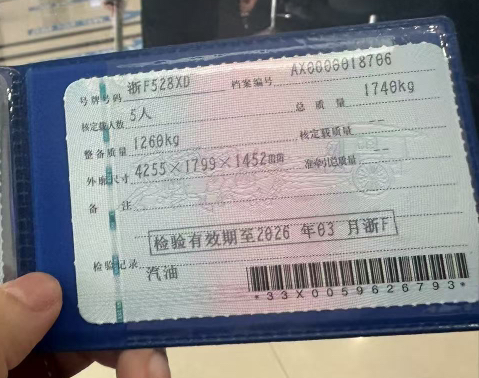 号牌号码 浙F528XD 档案编号 AX0000018706
核定载人数 5人 总质量 1740kg
整备质量 1260kg 核定载质量 --
外廓尺寸 4255×1799×1452mm 准牵引总质量 --
备注
检验有效期至2026年03月浙F
检验记录 汽油
*33X0059626793*